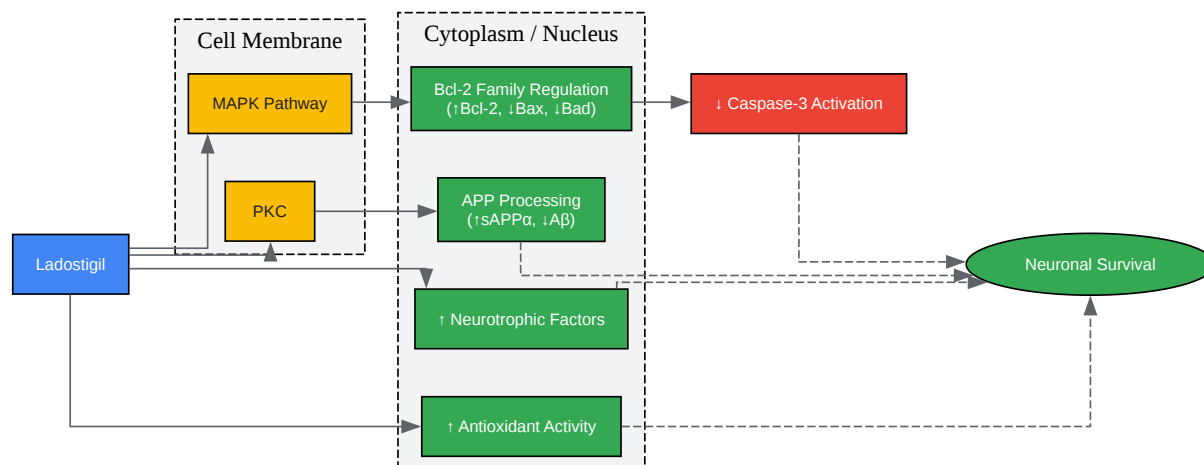 Cell Membrane
Cytoplasm / Nucleus
MAPK Pathway
Bcl-2 Family Regulation
(↑Bcl-2, ↓Bax, ↓Bad)
↓ Caspase-3 Activation
PKC
APP Processing
(↑sAPPα, ↓Aβ)
Ladostigil
Neuronal Survival
↑ Neurotrophic Factors
↑ Antioxidant Activity